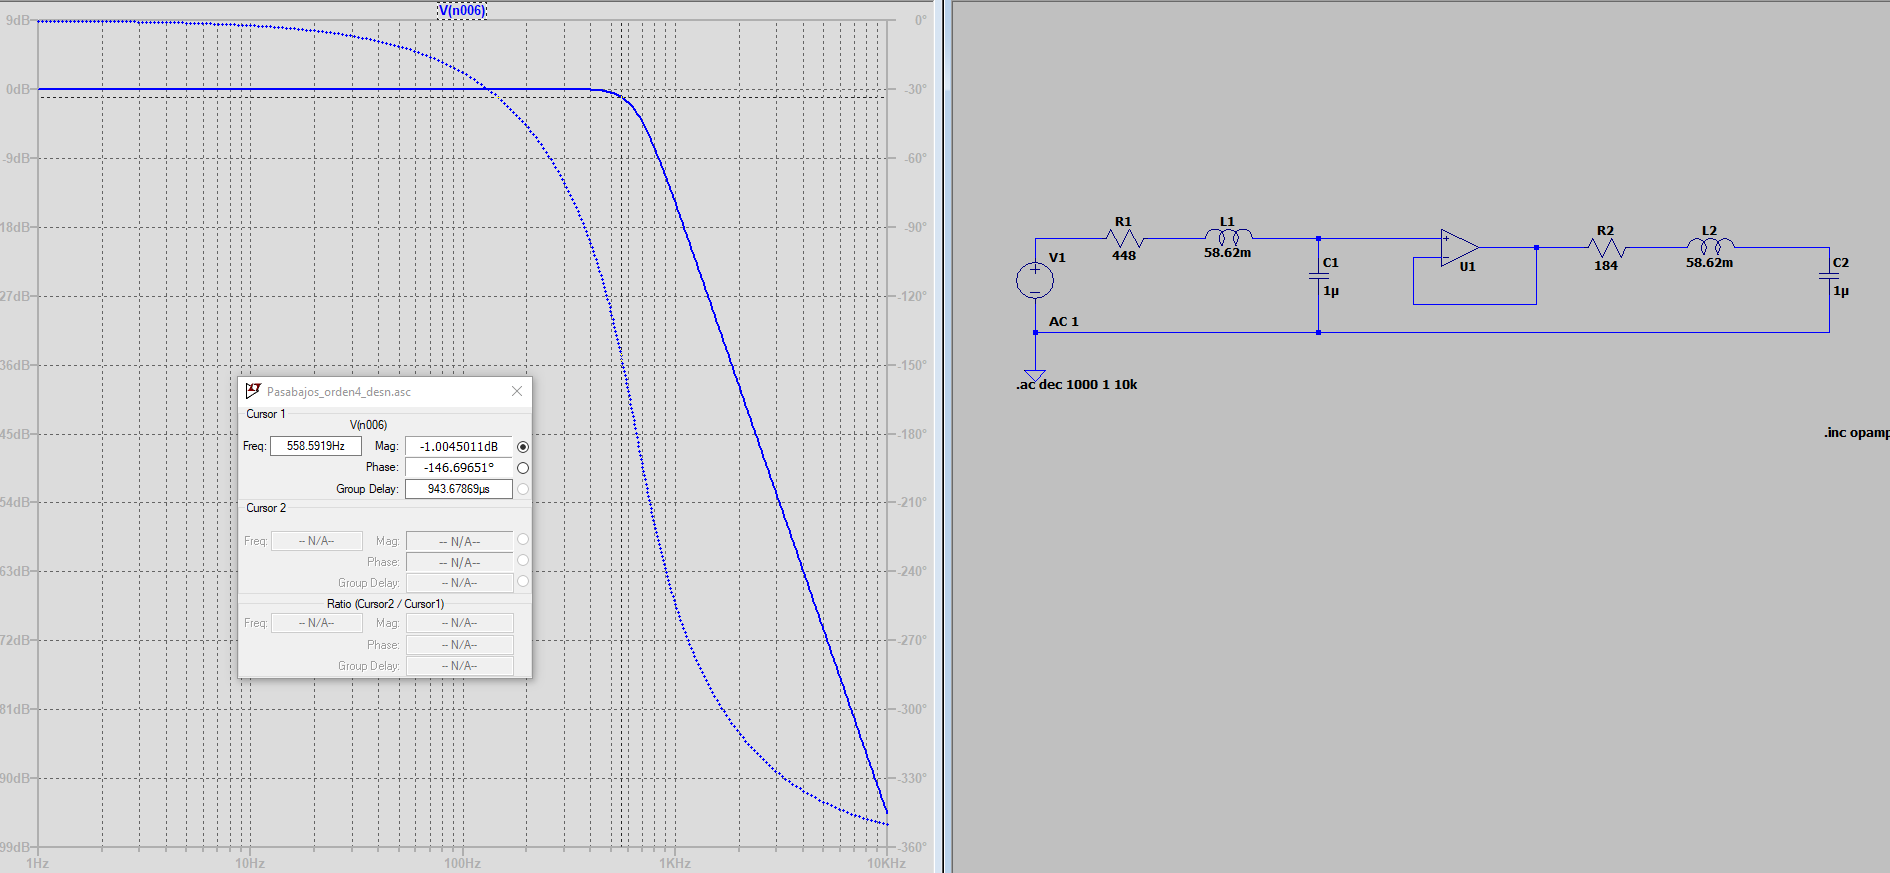 V(n006)
9dB
0°
0dB
-30°
-9dB
-60°
18dB
-90°
27dB
-120°
36dB
-150°
45dB
-180°
54dB
-210°
63dB
-240°
72dB
-270°
81dB
-300°
90dB
-330°
99dB
-360°
1Hz
10Hz
100Hz
1KHz
10KHz
Pasabajos_orden4_desn.asc
Cursor 1
V(n006)
Freq: 558.5919Hz Mag: -1.0045011dB
Phase: -146.69651°
Group Delay: 943.67869µs
Cursor 2
Freq: -- N/A-- Mag: -- N/A--
Phase: -- N/A--
Group Delay: -- N/A--
Ratio (Cursor2 / Cursor1)
Freq: -- N/A-- Mag: -- N/A--
Phase: -- N/A--
Group Delay: -- N/A--
R1
448
L1
58.62m
V1
+
−
AC 1
C1
1µ
+
−
U1
R2
184
L2
58.62m
C2
1µ
.ac dec 1000 1 10k
.inc opamp